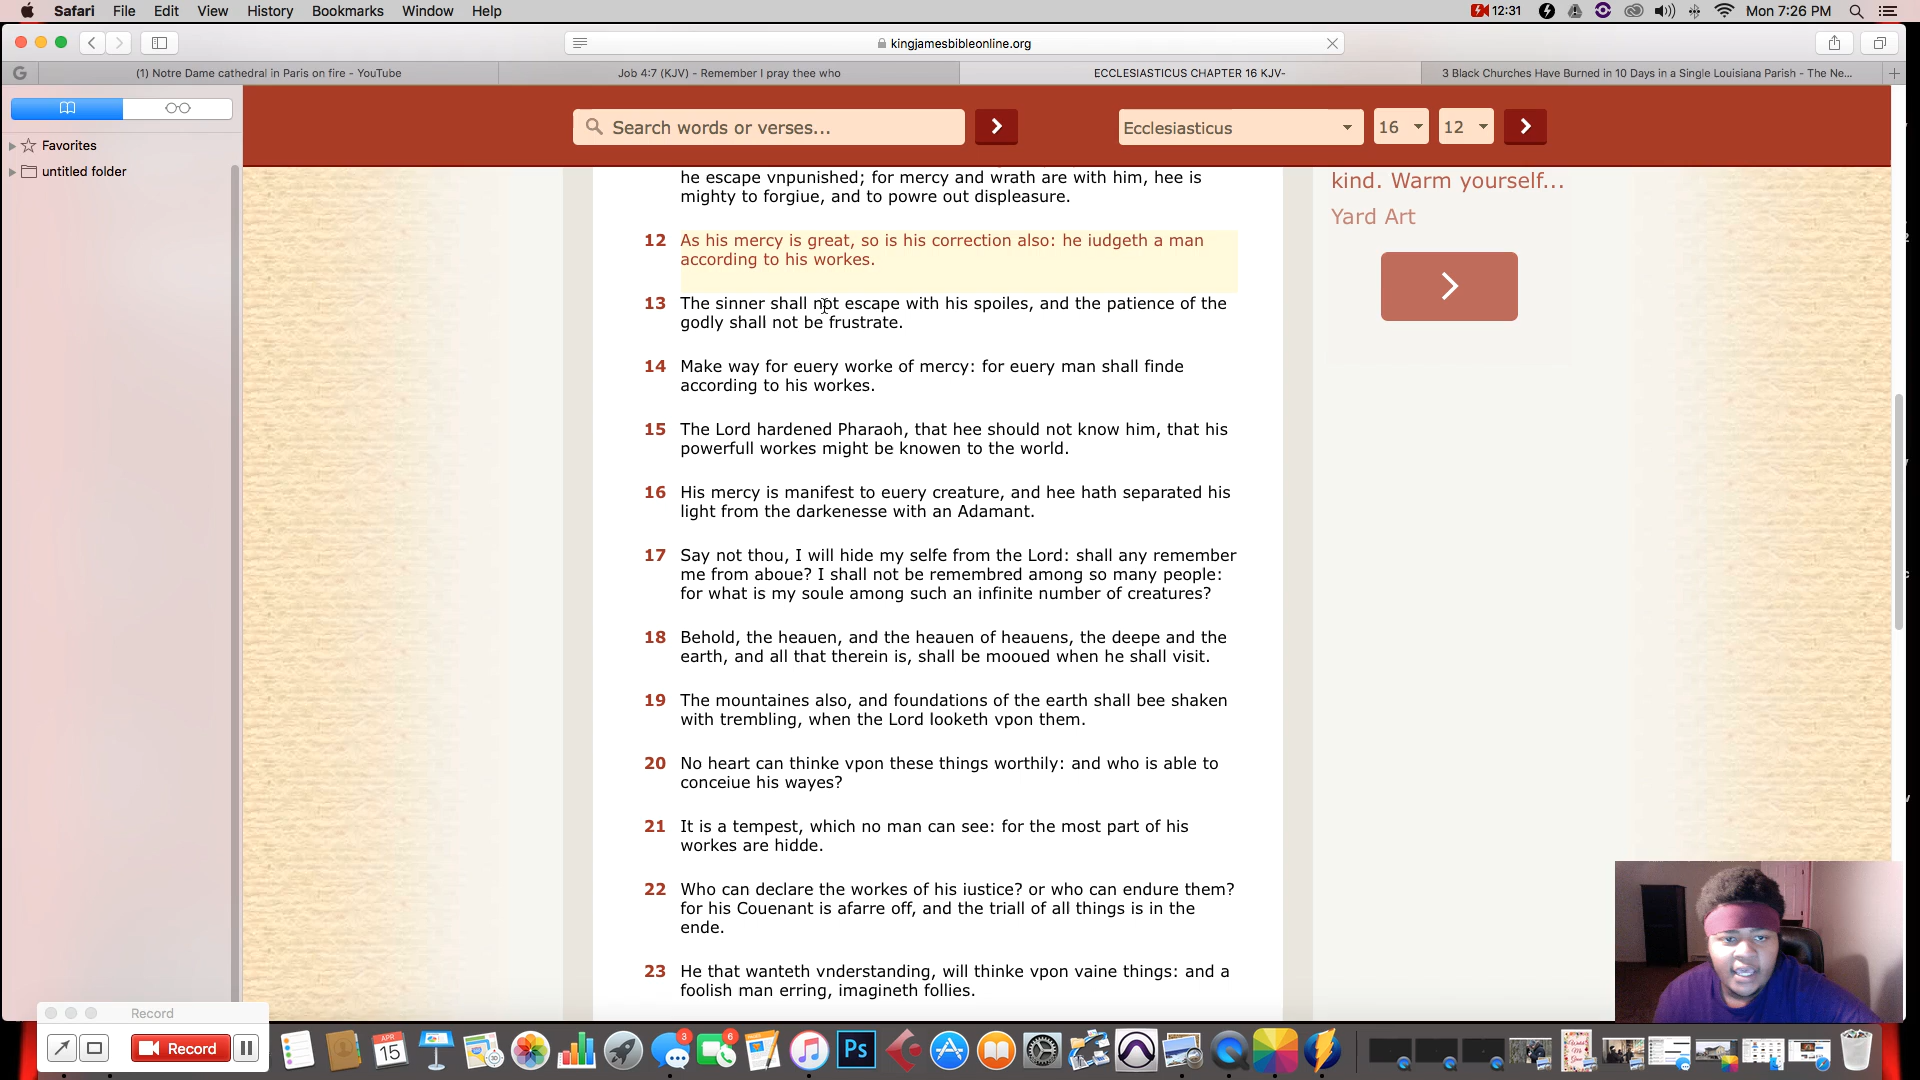 Safari File Edit View History Bookmarks Window Help 12:31 Mon 7:26 PM
kingjamesbibleonline.org
(1) Notre Dame cathedral in Paris on fire - YouTube
Job 4:7 (KJV) - Remember I pray thee who
ECCLESIASTICUS CHAPTER 16 KJV-
3 Black Churches Have Burned in 10 Days in a Single Louisiana Parish - The Ne...
Favorites
untitled folder
Search words or verses...
Ecclesiasticus 16 12
he escape vnpunished; for mercy and wrath are with him, hee is
mighty to forgiue, and to powre out displeasure.
12 As his mercy is great, so is his correction also: he iudgeth a man
according to his workes.
13 The sinner shall not escape with his spoiles, and the patience of the
godly shall not be frustrate.
14 Make way for euery worke of mercy: for euery man shall finde
according to his workes.
15 The Lord hardened Pharaoh, that hee should not know him, that his
powerfull workes might be knowen to the world.
16 His mercy is manifest to euery creature, and hee hath separated his
light from the darkenesse with an Adamant.
17 Say not thou, I will hide my selfe from the Lord: shall any remember
me from aboue? I shall not be remembred among so many people:
for what is my soule among such an infinite number of creatures?
18 Behold, the heauen, and the heauen of heauens, the deepe and the
earth, and all that therein is, shall be mooued when he shall visit.
19 The mountaines also, and foundations of the earth shall bee shaken
with trembling, when the Lord looketh vpon them.
20 No heart can thinke vpon these things worthily: and who is able to
conceiue his wayes?
21 It is a tempest, which no man can see: for the most part of his
workes are hidde.
22 Who can declare the workes of his iustice? or who can endure them?
for his Couenant is afarre off, and the triall of all things is in the
ende.
23 He that wanteth vnderstanding, will thinke vpon vaine things: and a
foolish man erring, imagineth follies.
kind. Warm yourself...
Yard Art
Record
Record
APR
15
3
6
Ps